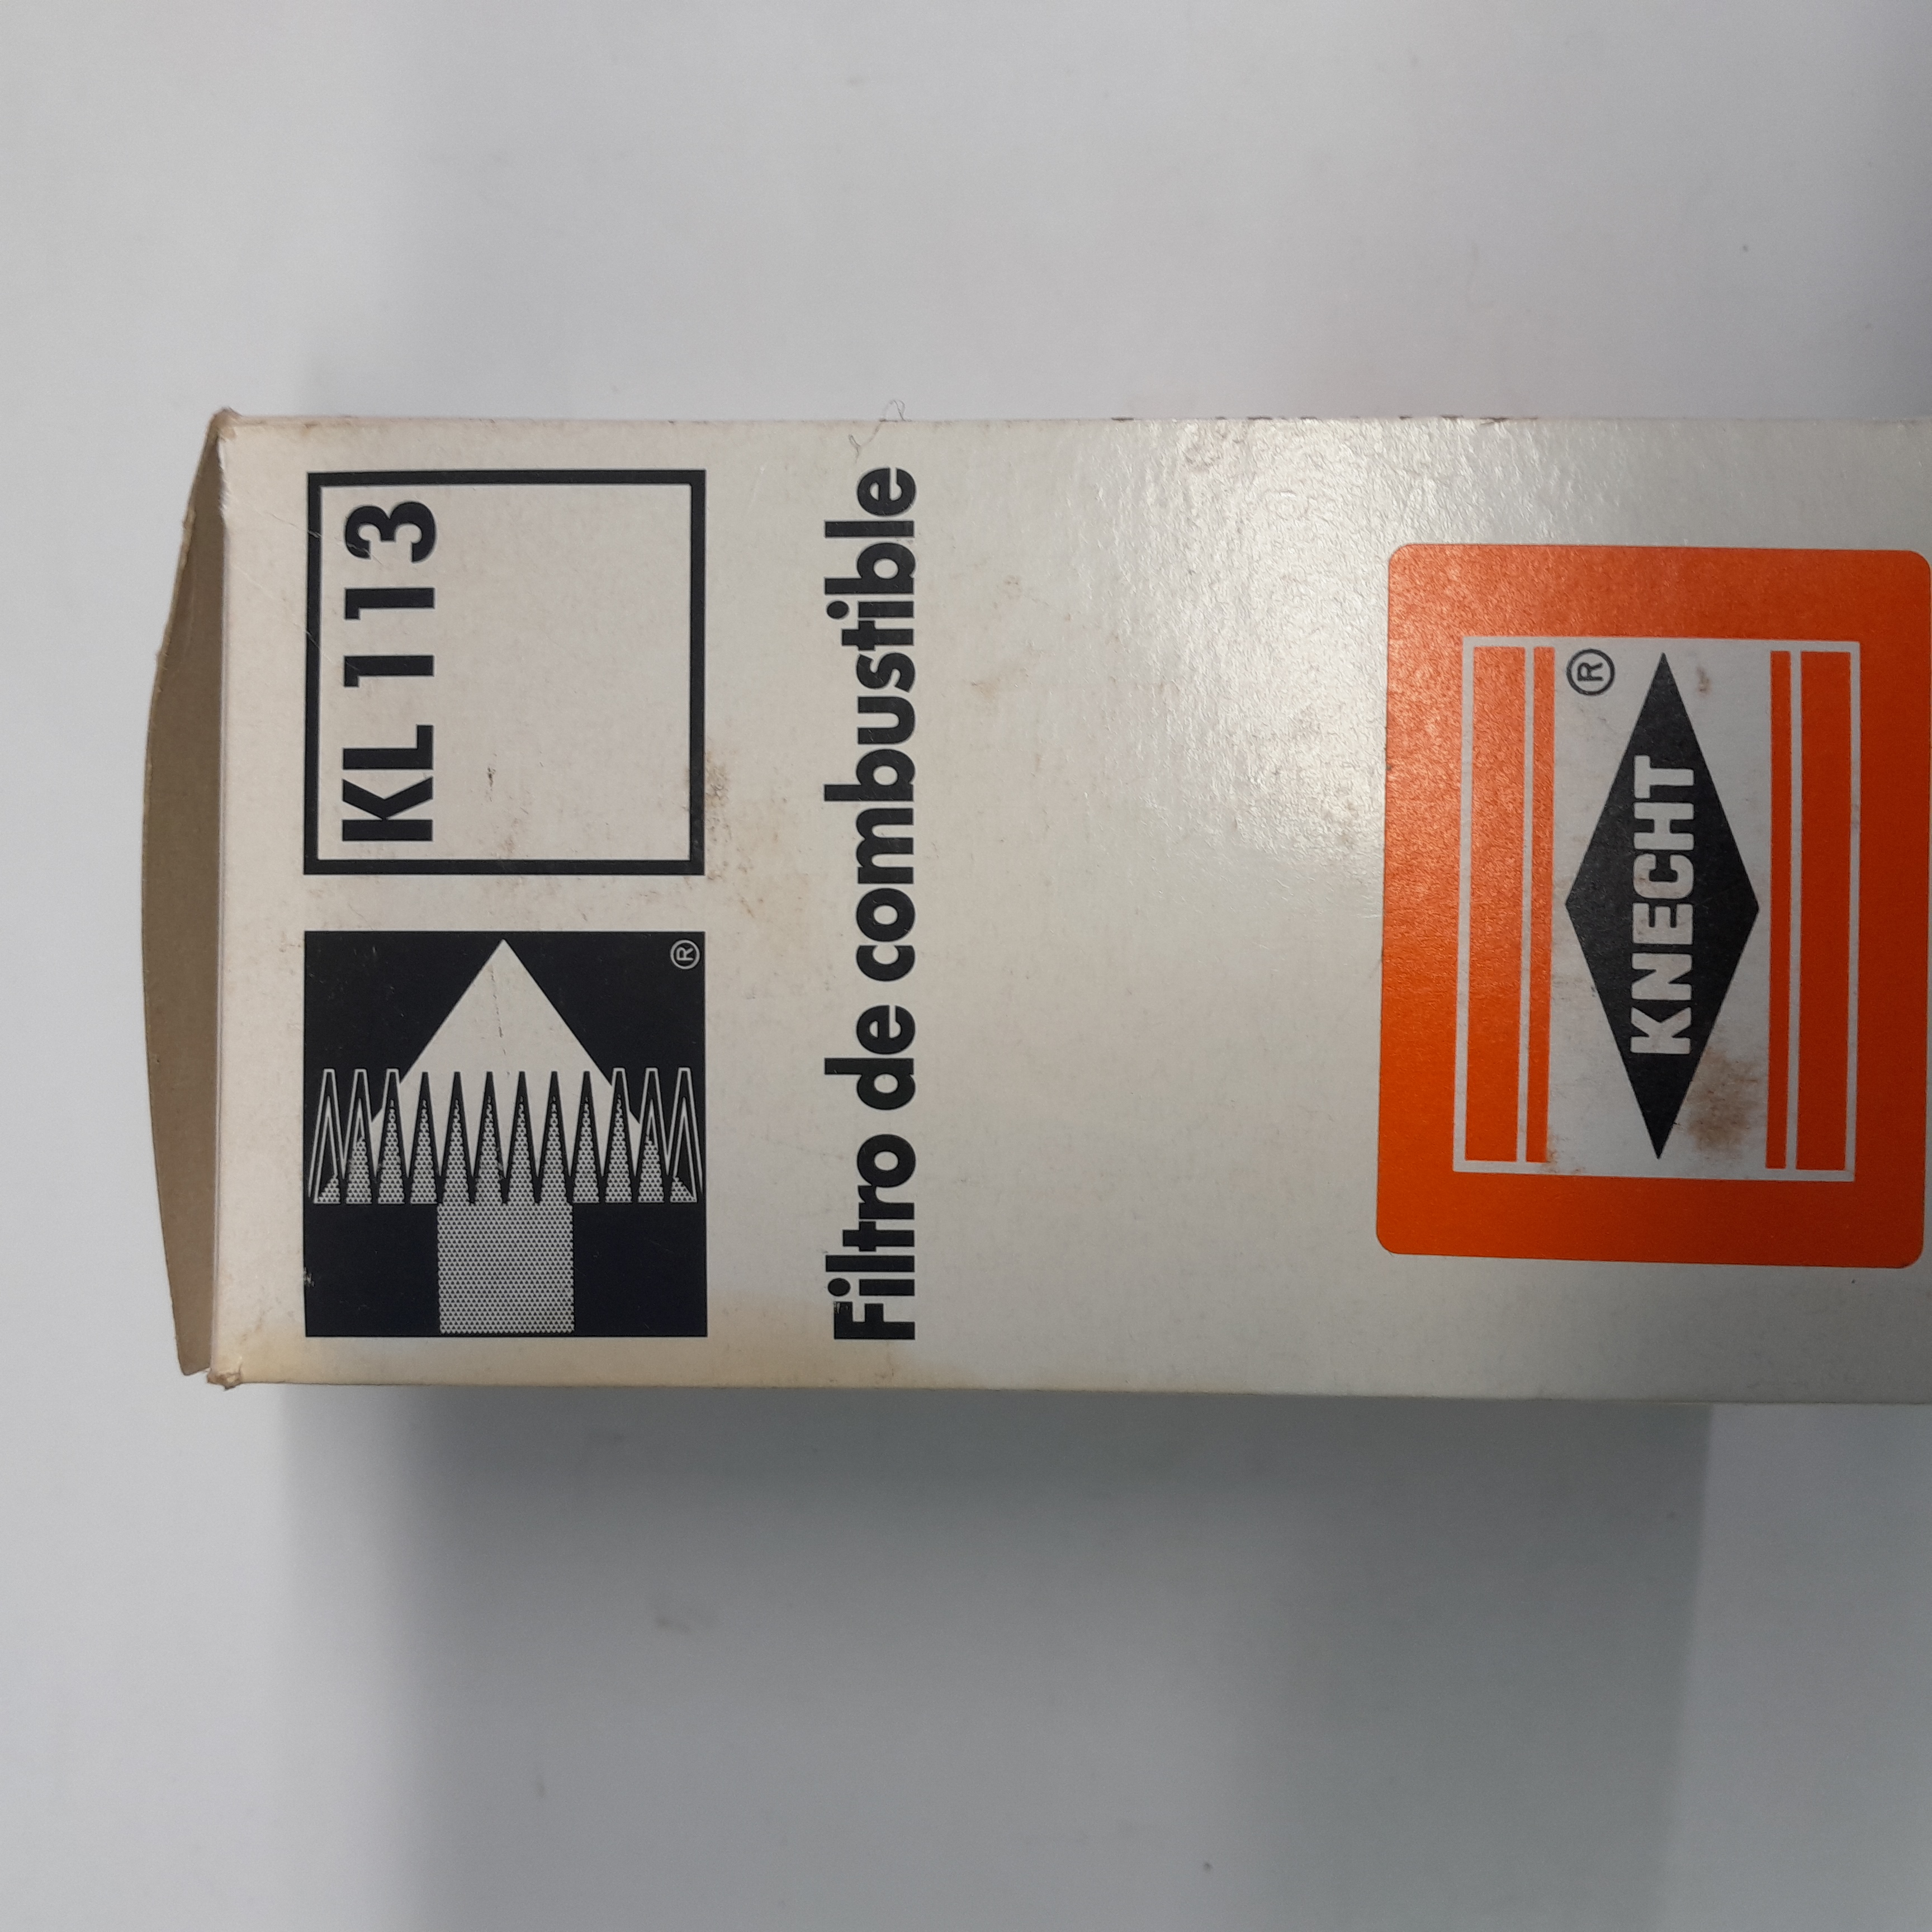 ®
KL 113
Filtro de combustible
®
KNECHT